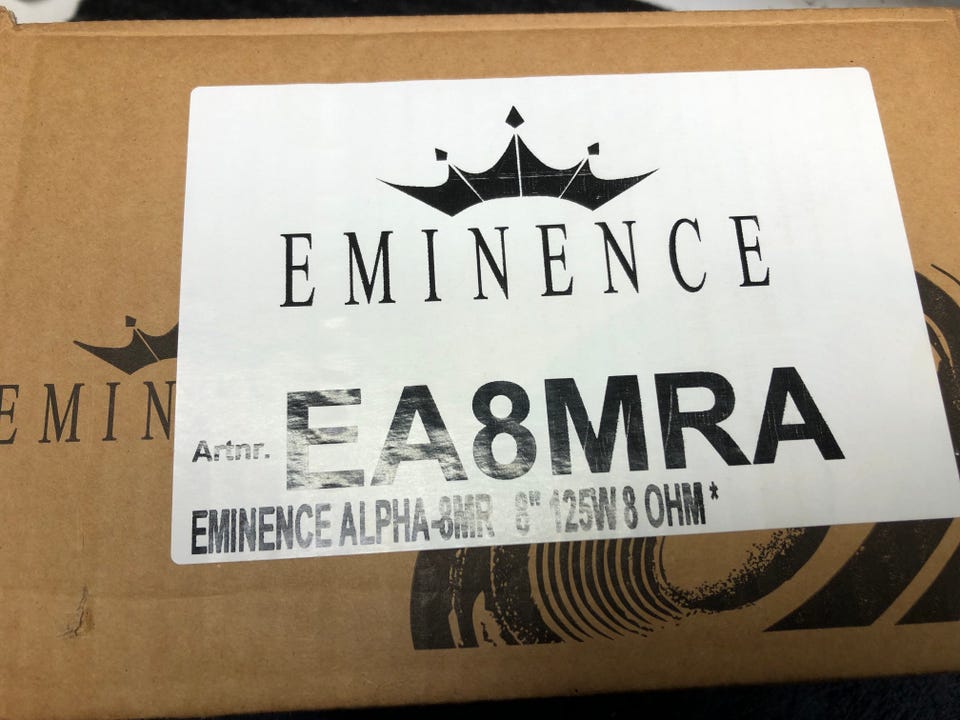 EMINENCE
EMIN
Artnr. EA8MRA
EMINENCE ALPHA-8MR 8" 125W 8 OHM*